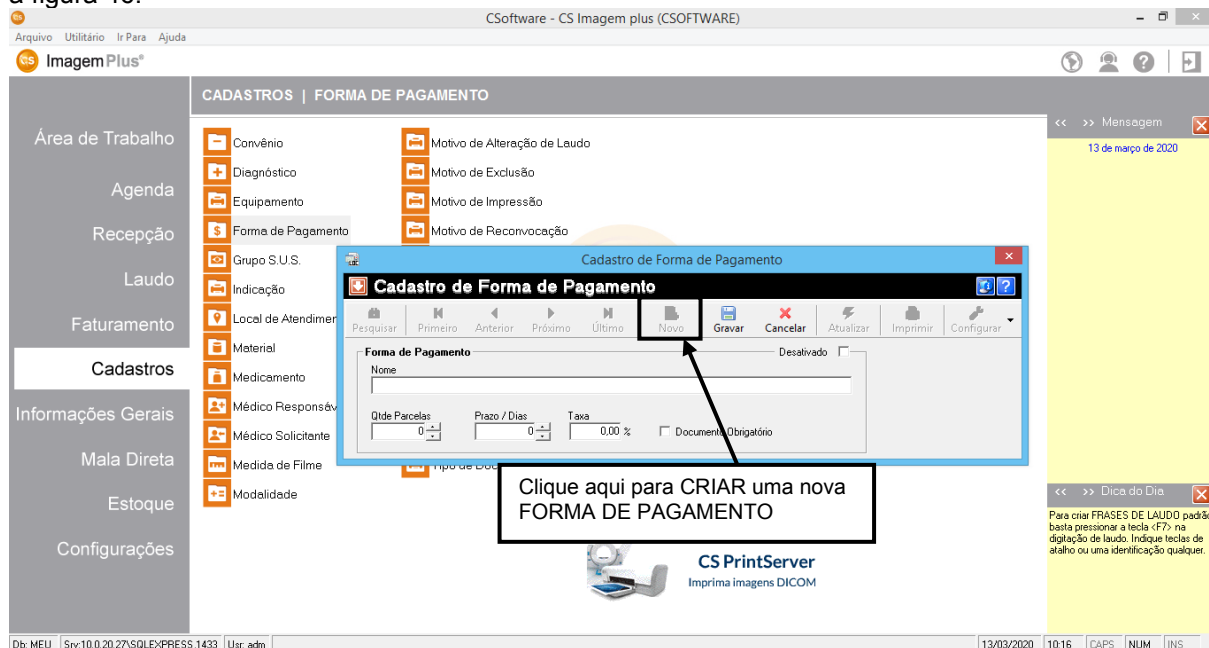 CSoftware - CS Imagem plus (CSOFTWARE)
Arquivo Utilitário Ir Para Ajuda
CS Imagem Plus®
CADASTROS | FORMA DE PAGAMENTO
Área de Trabalho
Agenda
Recepção
Laudo
Faturamento
Cadastros
Informações Gerais
Mala Direta
Estoque
Configurações
Convênio
Diagnóstico
Equipamento
Forma de Pagamento
Grupo S.U.S.
Indicação
Local de Atendimen
Material
Medicamento
Médico Responsáv
Médico Solicitante
Medida de Filme
Modalidade
Motivo de Alteração de Laudo
Motivo de Exclusão
Motivo de Impressão
Motivo de Reconvocação
Cadastro de Forma de Pagamento
Cadastro de Forma de Pagamento
Pesquisar Primeiro Anterior Próximo Último Novo Gravar Cancelar Atualizar Imprimir Configurar
Forma de Pagamento Desativado
Nome
Qtde Parcelas Prazo / Dias Taxa
0 0 0,00 % Documento Obrigatório
Clique aqui para CRIAR uma nova
FORMA DE PAGAMENTO
CS PrintServer
Imprima imagens DICOM
<< >> Mensagem
13 de março de 2020
<< >> Dica do Dia
Para criar FRASES DE LAUDO padrã
basta pressionar a tecla <F7> na
digitação de laudo. Indique teclas de
atalho ou uma identificação qualquer.
Db: MEU Srv:10.0.20.27\SQLEXPRESS,1433 Usr: adm 13/03/2020 10:16 CAPS NUM INS